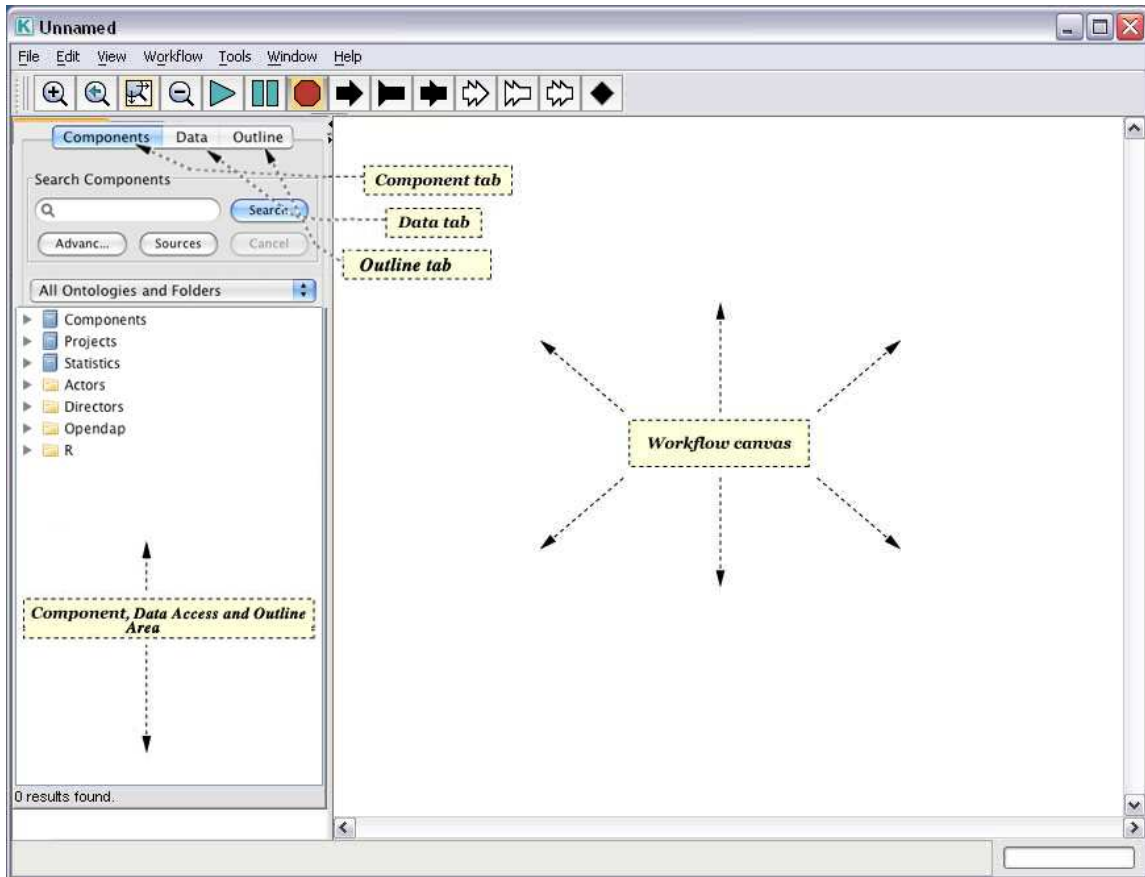 Unnamed
File Edit View Workflow Tools Window Help
Components Data Outline
Component tab
Search Components
Search
Data tab
Advanc... Sources Cancel
Outline tab
All Ontologies and Folders
Components
Projects
Statistics
Actors
Directors
Opendap
R
Workflow canvas
Component, Data Access and Outline
Area
0 results found.